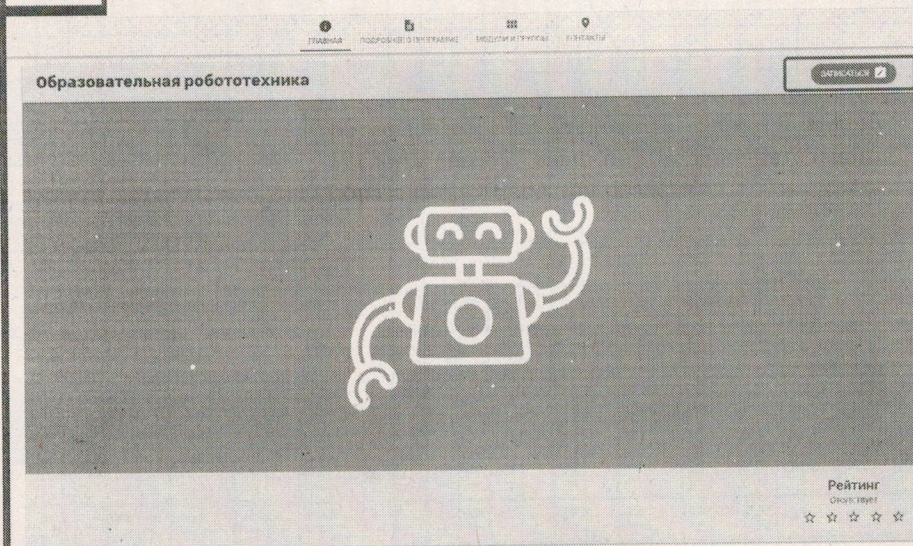 ГЛАВНАЯ
ПОДРОБНЕЕ О ПРОГРАММЕ
МОДУЛИ И ГРУППЫ
КОНТАКТЫ
Образовательная робототехника
ЗАПИСАТЬСЯ
Рейтинг
Отсутствует